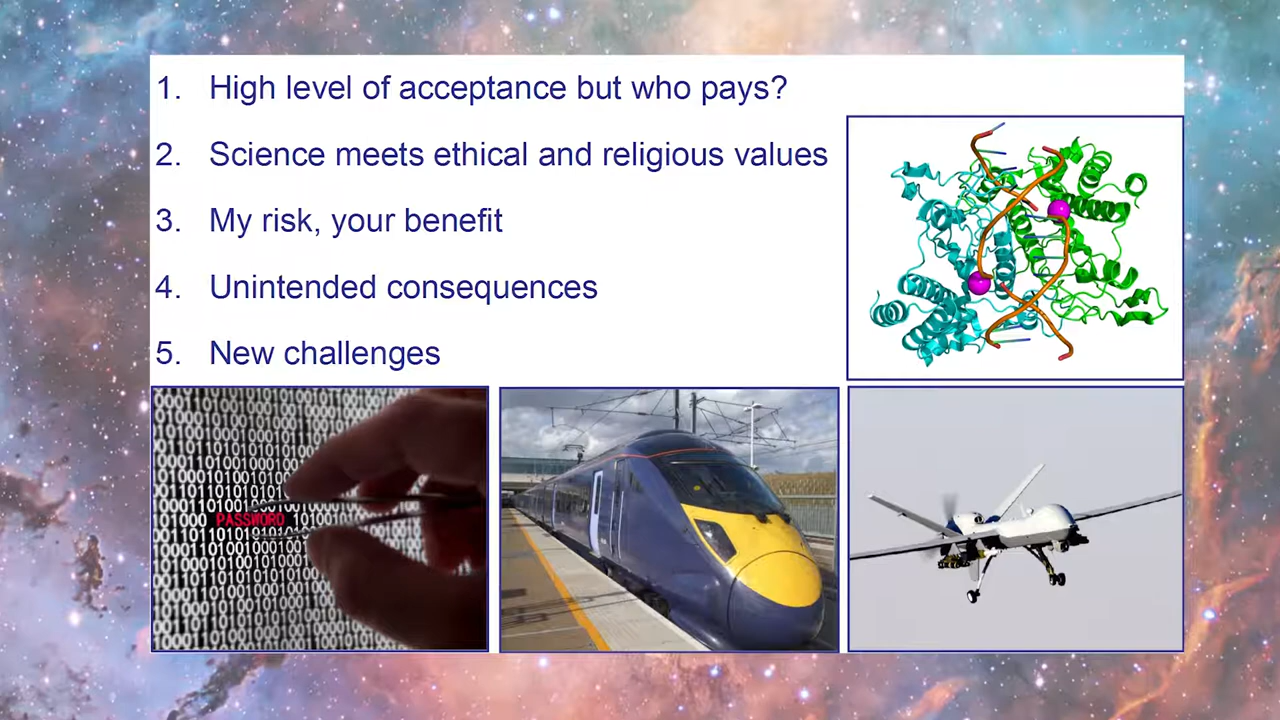 1. High level of acceptance but who pays?
2. Science meets ethical and religious values
3. My risk, your benefit
4. Unintended consequences
5. New challenges
PASSWORD